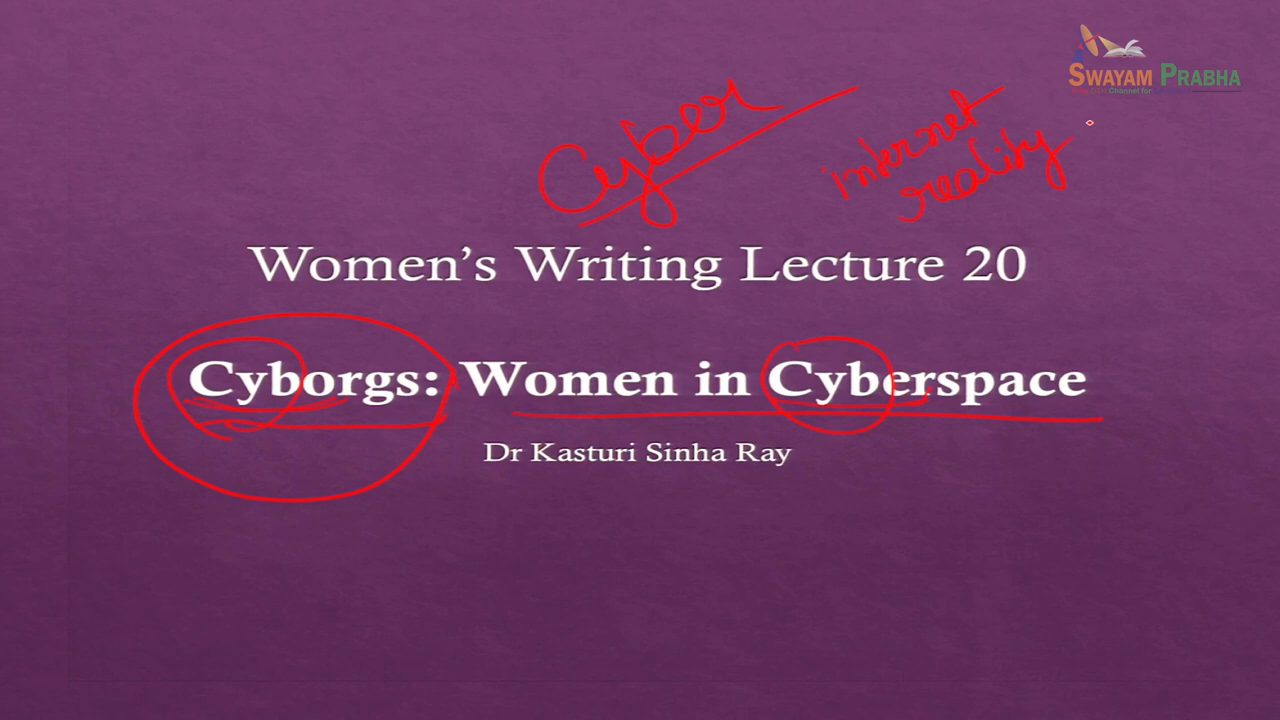 SWAYAM PRABHA
Cyber
internet
reality
Women's Writing Lecture 20
Cyborgs: Women in Cyberspace
Dr Kasturi Sinha Ray